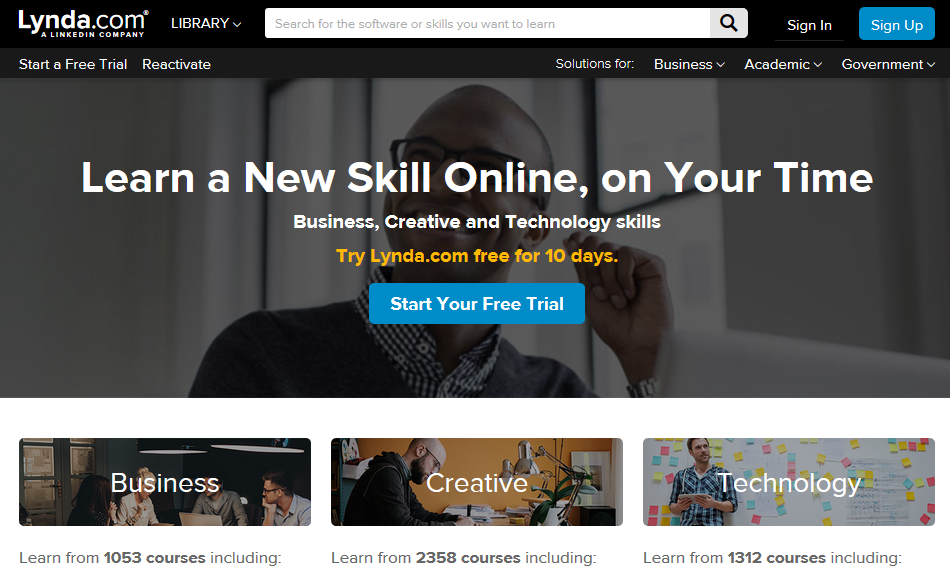 Lynda.com®
A LINKEDIN COMPANY
LIBRARY
Search for the software or skills you want to learn
Sign In
Sign Up
Start a Free Trial
Reactivate
Solutions for:
Business
Academic
Government
Learn a New Skill Online, on Your Time
Business, Creative and Technology skills
Try Lynda.com free for 10 days.
Start Your Free Trial
Business
Creative
Technology
Learn from 1053 courses including:
Learn from 2358 courses including:
Learn from 1312 courses including: